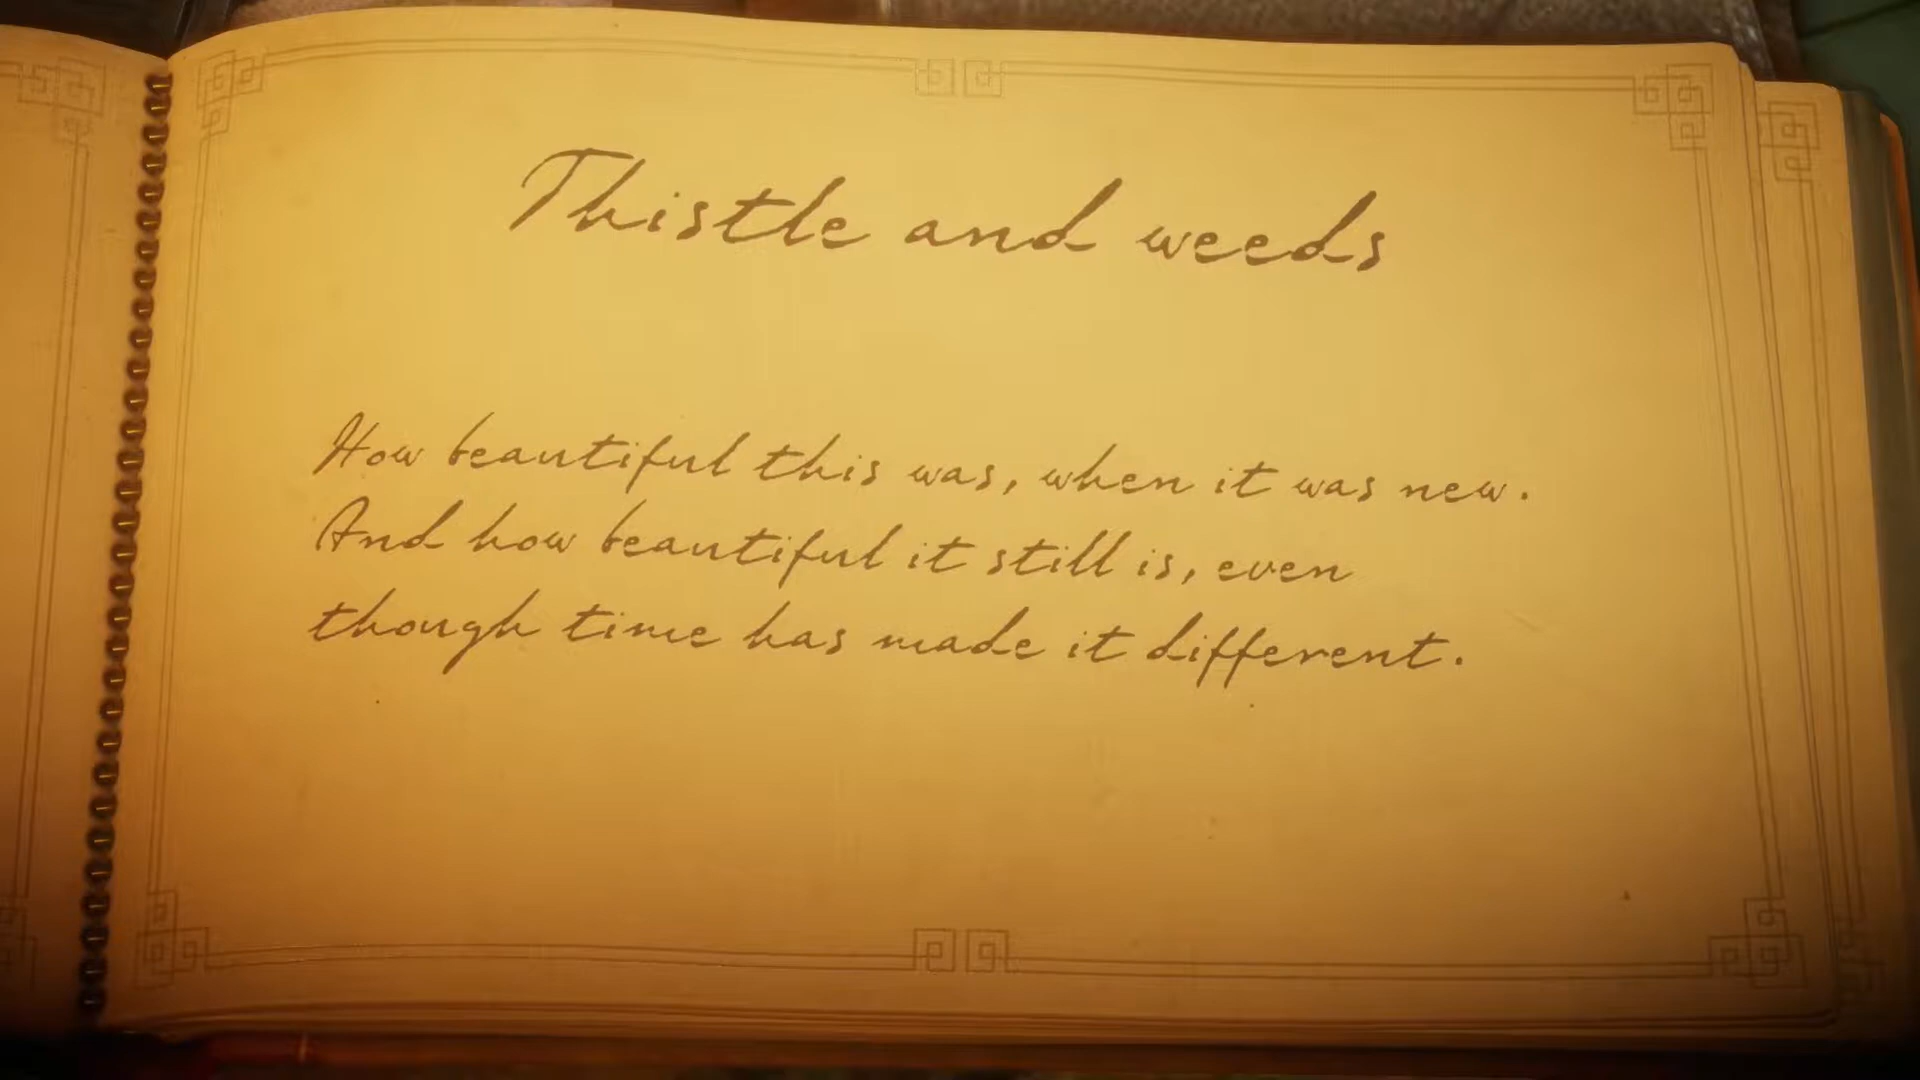 Thistle and weeds
How beautiful this was, when it was new.
And how beautiful it still is, even
though time has made it different.